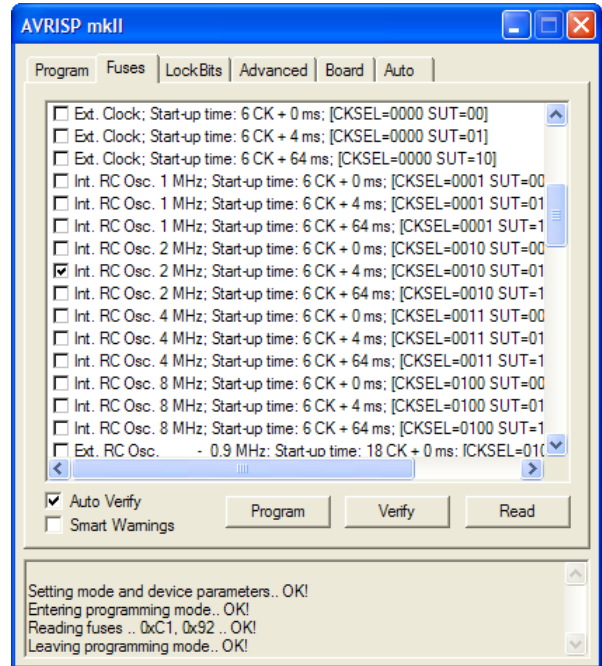 AVRISP mkII
Program Fuses LockBits Advanced Board Auto
Ext. Clock; Start-up time: 6 CK + 0 ms; [CKSEL=0000 SUT=00]
Ext. Clock; Start-up time: 6 CK + 4 ms; [CKSEL=0000 SUT=01]
Ext. Clock; Start-up time: 6 CK + 64 ms; [CKSEL=0000 SUT=10]
Int. RC Osc. 1 MHz; Start-up time: 6 CK + 0 ms; [CKSEL=0001 SUT=00
Int. RC Osc. 1 MHz; Start-up time: 6 CK + 4 ms; [CKSEL=0001 SUT=01
Int. RC Osc. 1 MHz; Start-up time: 6 CK + 64 ms; [CKSEL=0001 SUT=1
Int. RC Osc. 2 MHz; Start-up time: 6 CK + 0 ms; [CKSEL=0010 SUT=00
Int. RC Osc. 2 MHz; Start-up time: 6 CK + 4 ms; [CKSEL=0010 SUT=01
Int. RC Osc. 2 MHz; Start-up time: 6 CK + 64 ms; [CKSEL=0010 SUT=1
Int. RC Osc. 4 MHz; Start-up time: 6 CK + 0 ms; [CKSEL=0011 SUT=00
Int. RC Osc. 4 MHz; Start-up time: 6 CK + 4 ms; [CKSEL=0011 SUT=01
Int. RC Osc. 4 MHz; Start-up time: 6 CK + 64 ms; [CKSEL=0011 SUT=1
Int. RC Osc. 8 MHz; Start-up time: 6 CK + 0 ms; [CKSEL=0100 SUT=00
Int. RC Osc. 8 MHz; Start-up time: 6 CK + 4 ms; [CKSEL=0100 SUT=01
Int. RC Osc. 8 MHz; Start-up time: 6 CK + 64 ms; [CKSEL=0100 SUT=1
Ext. RC Osc. - 0.9 MHz; Start-up time: 18 CK + 0 ms; [CKSEL=010
Auto Verify
Smart Warnings
Program Verify Read
Setting mode and device parameters.. OK!
Entering programming mode.. OK!
Reading fuses .. 0xC1, 0x92 .. OK!
Leaving programming mode.. OK!